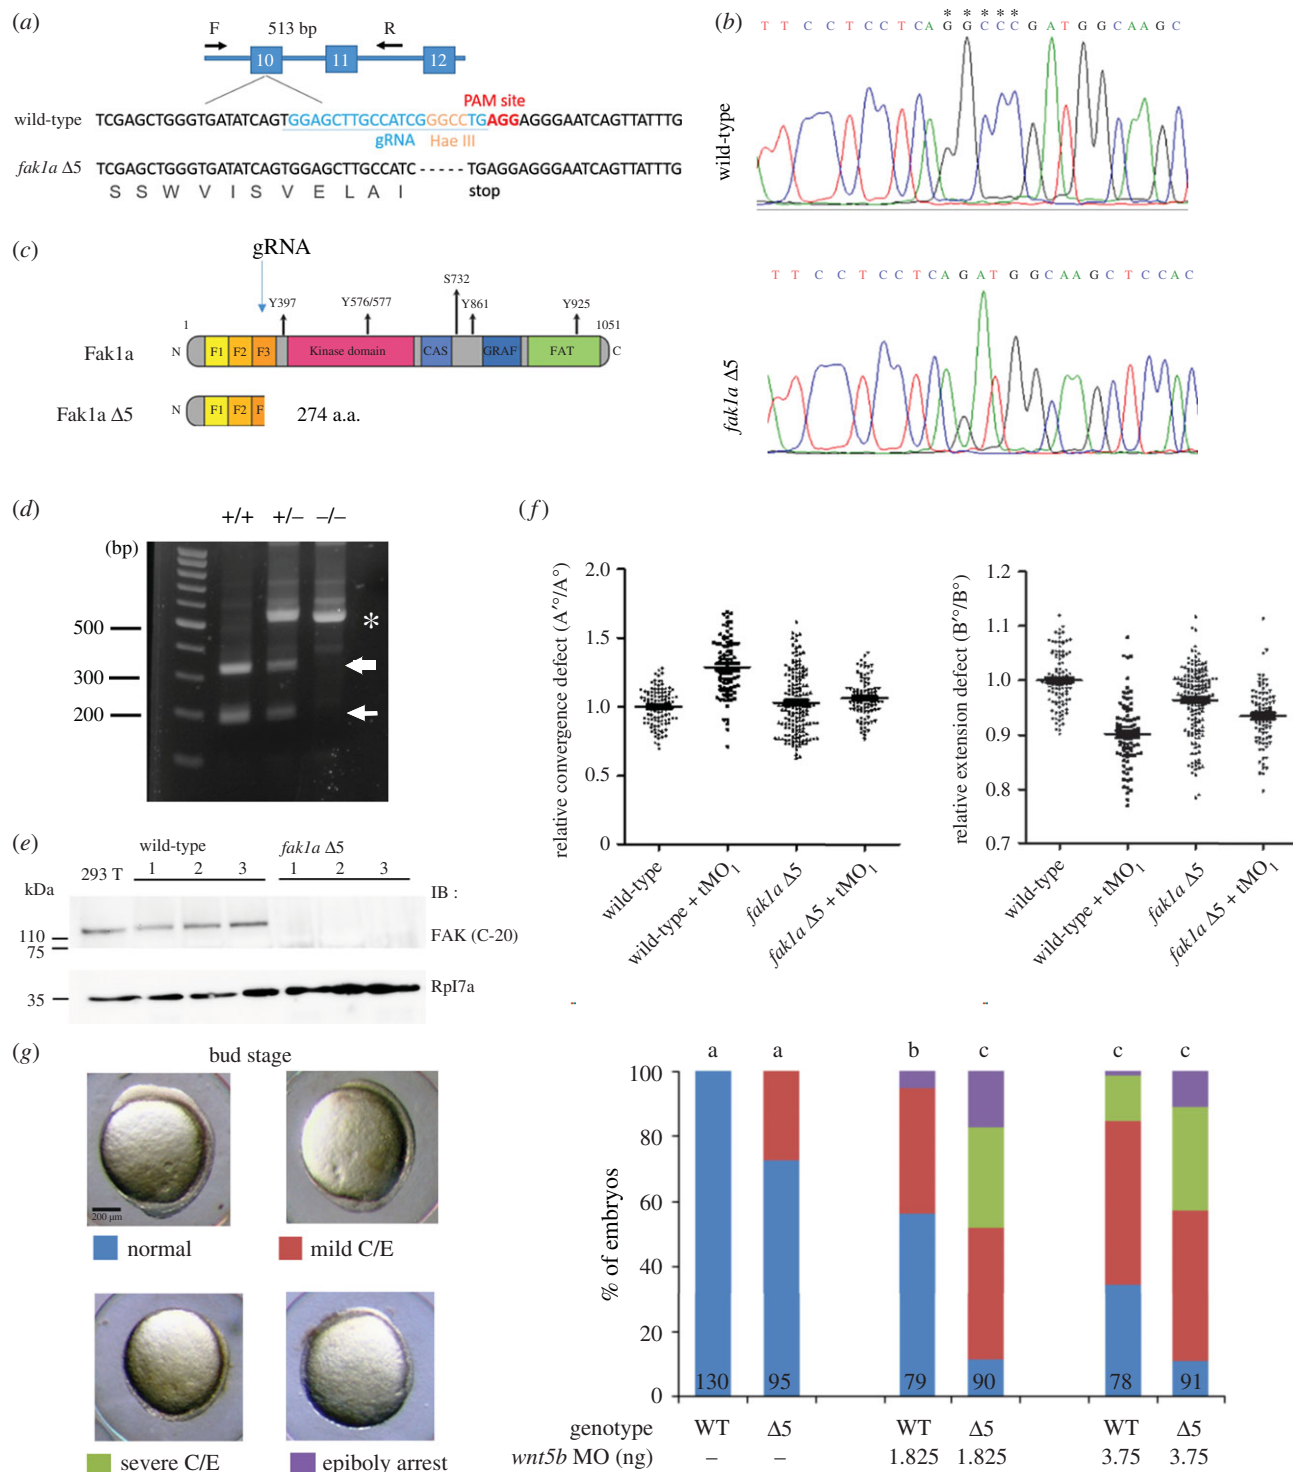 (a)
F 513 bp R
10 11 12
PAM site
wild-type TCGAGCTGGGTGATATCAGTGGAGCTTGCCATCGGGCCTGAGGAGGGAATCAGTTATTTG
gRNA Hae III
fak1a Δ5 TCGAGCTGGGTGATATCAGTGGAGCTTGCCATC-----TGAGGAGGGAATCAGTTATTTG
S S W V I S V E L A I stop
(b)
* * * * *
T T C C T C C T C A G G C C C G A T G G C A A G C
wild-type
T T C C T C C T C A G A T G G C A A G C T C C A C
fak1a Δ5
(c)
gRNA
S732
Y397 Y576/577 Y861 Y925
1 1051
Fak1a N F1 F2 F3 Kinase domain CAS GRAF FAT C
Fak1a Δ5 N F1 F2 F 274 a.a.
(d)
+/+ +/– –/–
(bp)
500
300
200
*
(e)
wild-type fak1a Δ5
293 T 1 2 3 1 2 3
kDa IB :
110 FAK (C-20)
75
Rpl7a
35
(f)
relative convergence defect (A′°/A°)
2.0
1.5
1.0
0.5
0
wild-type
wild-type + tMO1
fak1a Δ5
fak1a Δ5 + tMO1
relative extension defect (B′°/B°)
1.2
1.1
1.0
0.9
0.8
0.7
wild-type
wild-type + tMO1
fak1a Δ5
fak1a Δ5 + tMO1
(g)
bud stage
200 µm
normal mild C/E
severe C/E epiboly arrest
a a b c c c
% of embryos
100
80
60
40
20
0
130 95 79 90 78 91
genotype WT Δ5 WT Δ5 WT Δ5
wnt5b MO (ng) – – 1.825 1.825 3.75 3.75